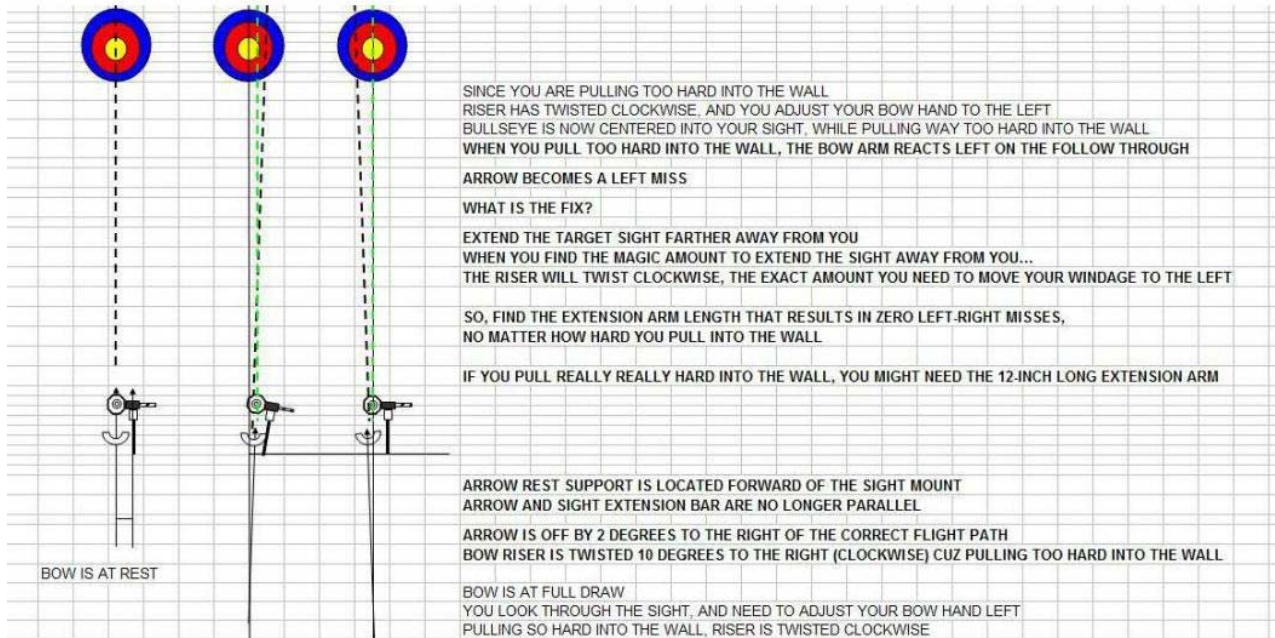 SINCE YOU ARE PULLING TOO HARD INTO THE WALL
RISER HAS TWISTED CLOCKWISE, AND YOU ADJUST YOUR BOW HAND TO THE LEFT
BULLSEYE IS NOW CENTERED INTO YOUR SIGHT, WHILE PULLING WAY TOO HARD INTO THE WALL
WHEN YOU PULL TOO HARD INTO THE WALL, THE BOW ARM REACTS LEFT ON THE FOLLOW THROUGH
ARROW BECOMES A LEFT MISS
WHAT IS THE FIX?
EXTEND THE TARGET SIGHT FARTHER AWAY FROM YOU
WHEN YOU FIND THE MAGIC AMOUNT TO EXTEND THE SIGHT AWAY FROM YOU...
THE RISER WILL TWIST CLOCKWISE, THE EXACT AMOUNT YOU NEED TO MOVE YOUR WINDAGE TO THE LEFT
SO, FIND THE EXTENSION ARM LENGTH THAT RESULTS IN ZERO LEFT-RIGHT MISSES,
NO MATTER HOW HARD YOU PULL INTO THE WALL
IF YOU PULL REALLY REALLY HARD INTO THE WALL, YOU MIGHT NEED THE 12-INCH LONG EXTENSION ARM
ARROW REST SUPPORT IS LOCATED FORWARD OF THE SIGHT MOUNT
ARROW AND SIGHT EXTENSION BAR ARE NO LONGER PARALLEL
ARROW IS OFF BY 2 DEGREES TO THE RIGHT OF THE CORRECT FLIGHT PATH
BOW RISER IS TWISTED 10 DEGREES TO THE RIGHT (CLOCKWISE) CUZ PULLING TOO HARD INTO THE WALL
BOW IS AT REST
BOW IS AT FULL DRAW
YOU LOOK THROUGH THE SIGHT, AND NEED TO ADJUST YOUR BOW HAND LEFT
PULLING SO HARD INTO THE WALL, RISER IS TWISTED CLOCKWISE